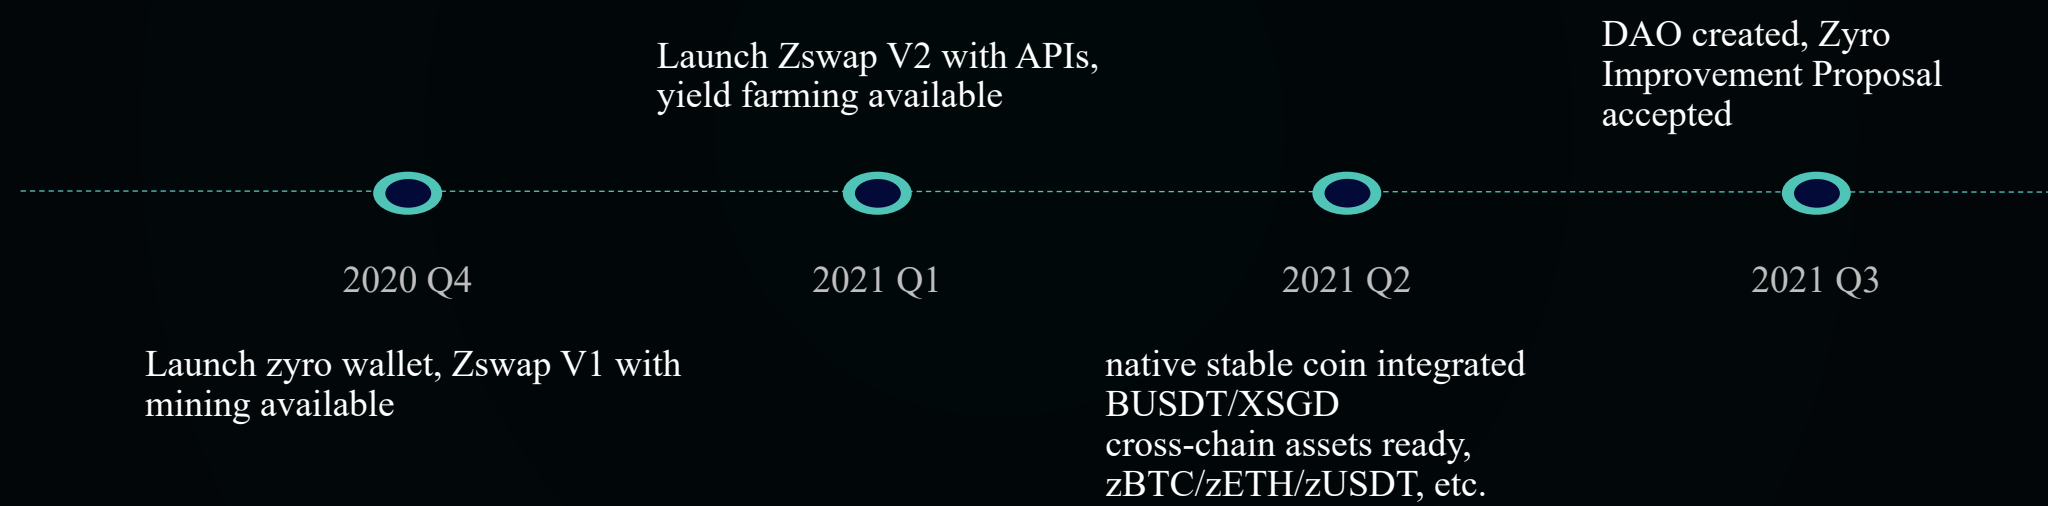 Launch Zswap V2 with APIs,
yield farming available
DAO created, Zyro
Improvement Proposal
accepted
2020 Q4
2021 Q1
2021 Q2
2021 Q3
Launch zyro wallet, Zswap V1 with
mining available
native stable coin integrated
BUSDT/XSGD
cross-chain assets ready,
zBTC/zETH/zUSDT, etc.